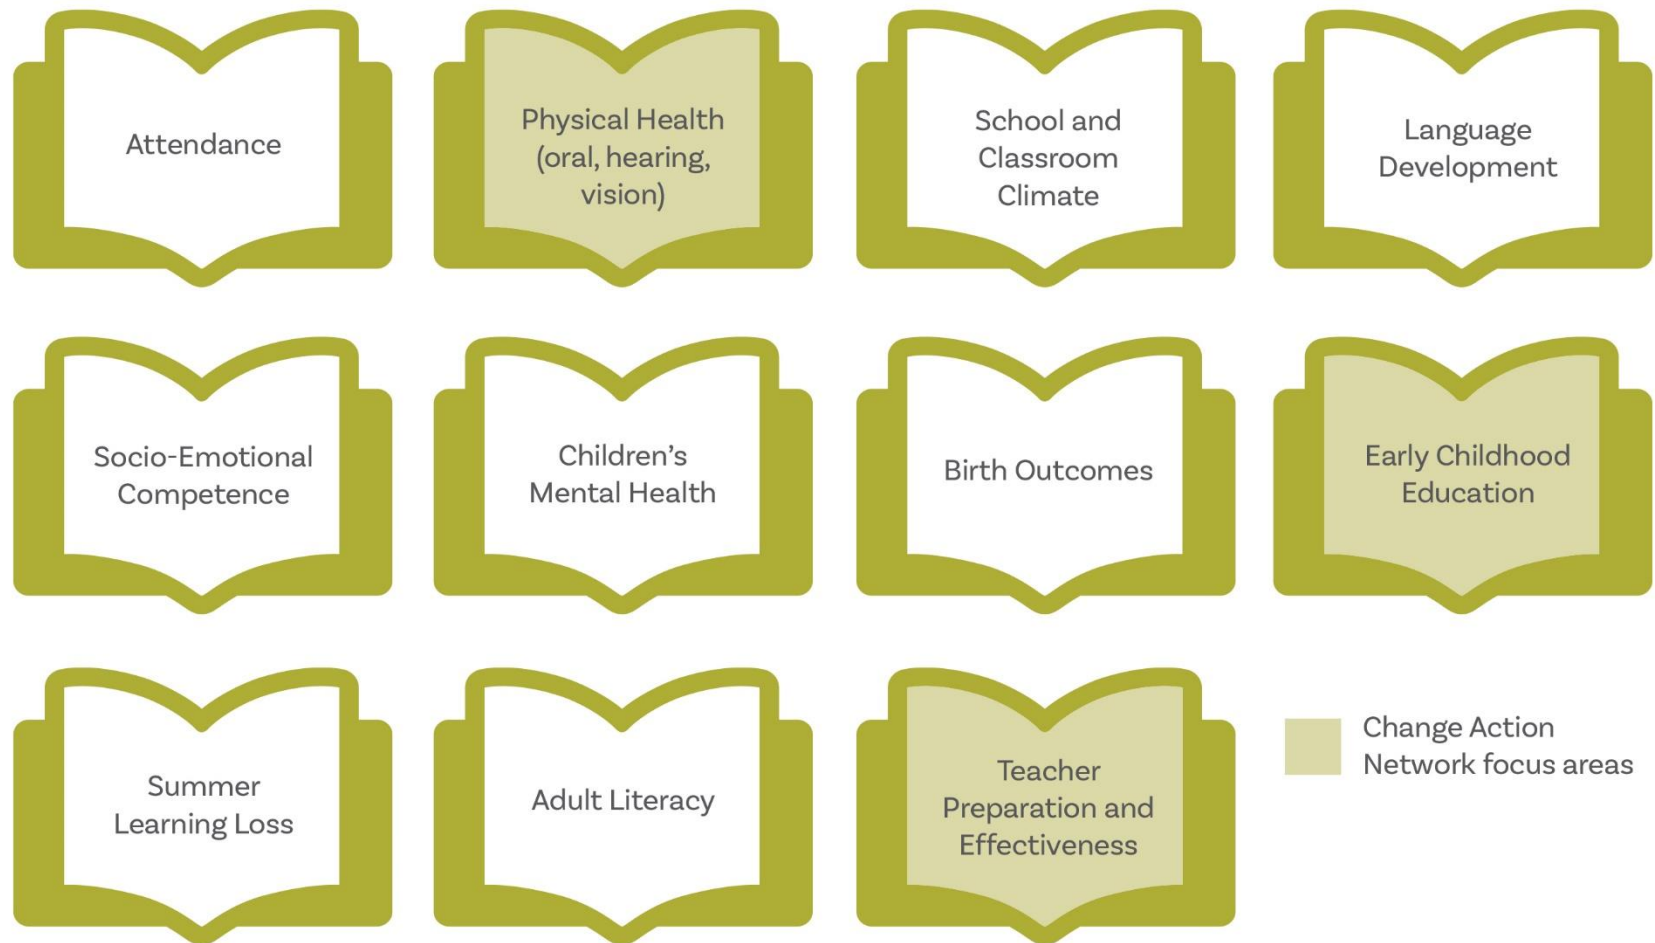 Attendance
Physical Health
(oral, hearing,
vision)
School and
Classroom
Climate
Language
Development
Socio-Emotional
Competence
Children’s
Mental Health
Birth Outcomes
Early Childhood
Education
Summer
Learning Loss
Adult Literacy
Teacher
Preparation and
Effectiveness
Change Action
Network focus areas